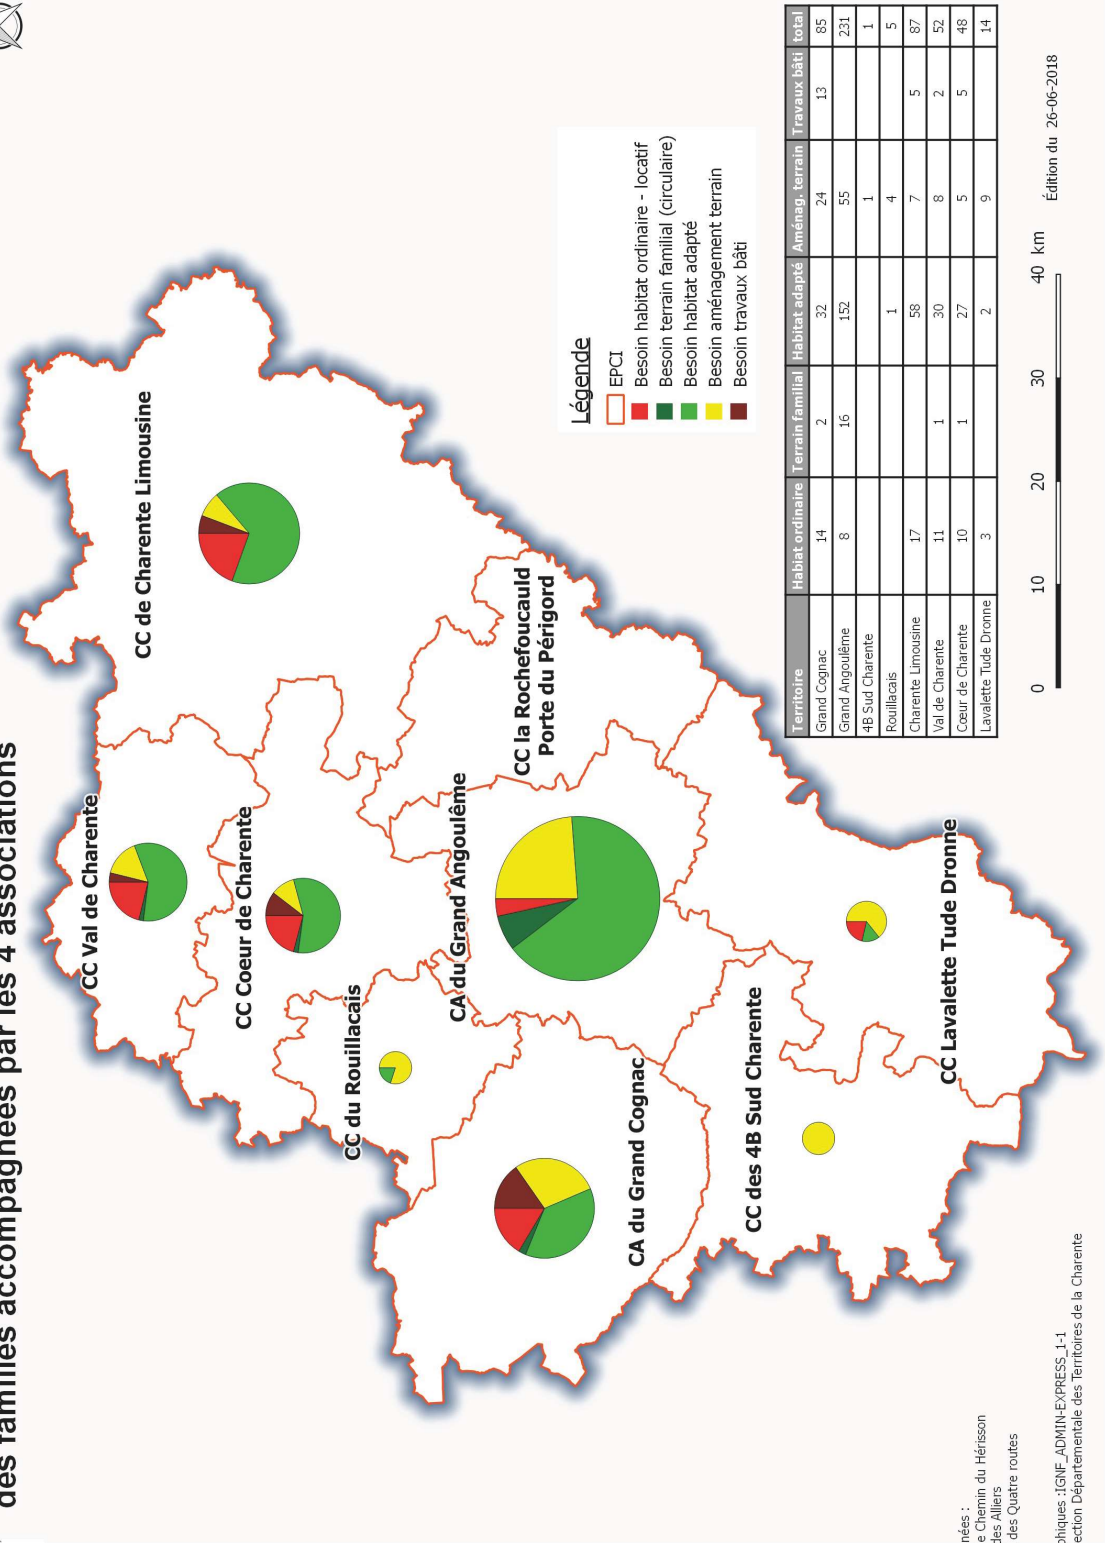 des familles accompagnées par les 4 associations
CC de Charente Limousine
CC Val de Charente
CC Coeur de Charente
CC la Rochefoucauld
Porte du Périgord
CC du Rouillacais
CA du Grand Angoulême
CA du Grand Cognac
CC des 4B Sud Charente
CC Lavalette Tude Dronne
Légende
EPCI
Besoin habitat ordinaire - locatif
Besoin terrain familial (circulaire)
Besoin habitat adapté
Besoin aménagement terrain
Besoin travaux bâti
Territoire Habiat ordinaire Terrain familial Habitat adapté Aménag. terrain Travaux bâti total
Grand Cognac 14 2 32 24 13 85
Grand Angoulême 8 16 152 55 231
4B Sud Charente 1 1
Rouillacais 1 4 5
Charente Limousine 17 58 7 5 87
Val de Charente 11 1 30 8 2 52
Cœur de Charente 10 1 27 5 5 48
Lavalette Tude Dronne 3 2 9 14
0 10 20 30 40 km
Édition du 26-06-2018
nées :
e Chemin du Hérisson
des Alliers
des Quatre routes
phiques :IGNF_ADMIN-EXPRESS_1-1
ection Départementale des Territoires de la Charente